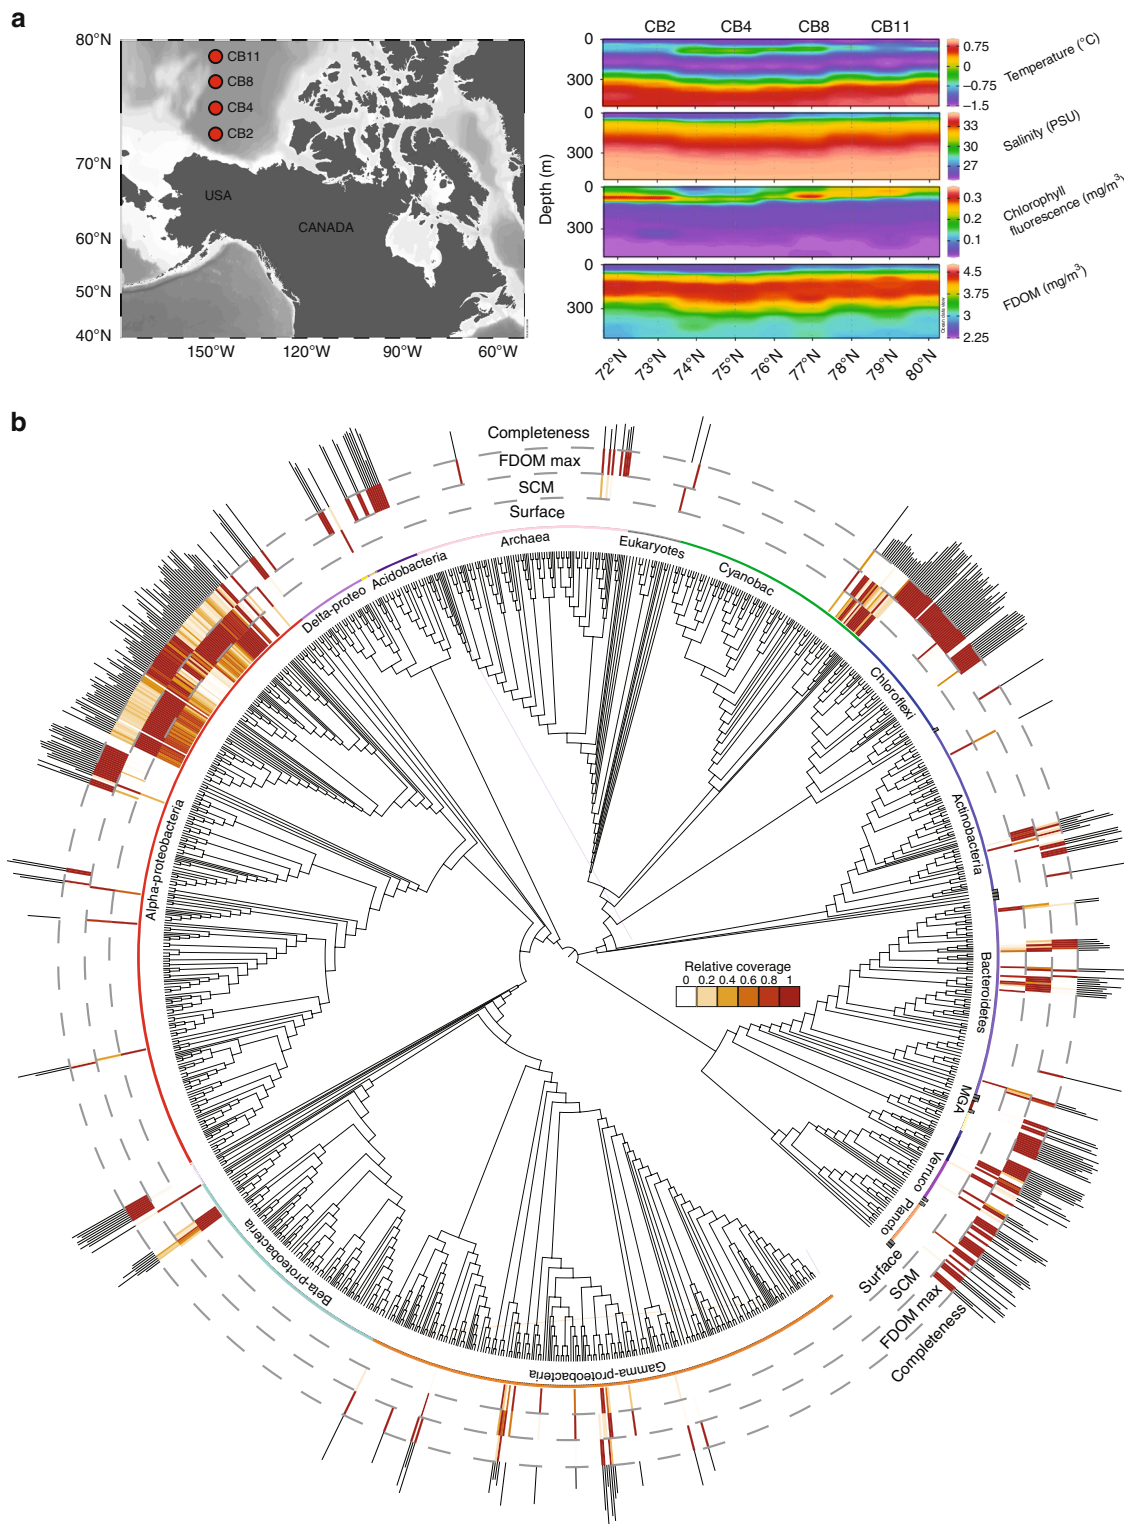 a
80°N
70°N
60°N
50°N
40°N
150°W
120°W
90°W
60°W
CB11
CB8
CB4
CB2
USA
CANADA
CB2
CB4
CB8
CB11
Depth (m)
0
300
0
300
0
300
0
300
0.75
0
−0.75
−1.5
Temperature (°C)
33
30
27
Salinity (PSU)
0.3
0.2
0.1
Chlorophyll
fluorescence (mg/m³)
4.5
3.75
3
2.25
FDOM (mg/m³)
72°N
73°N
74°N
75°N
76°N
77°N
78°N
79°N
80°N
b
Completeness
FDOM max
SCM
Surface
Delta-proteo
Acidobacteria
Archaea
Eukaryotes
Cyanobac
Chloroflexi
Actinobacteria
Bacteroidetes
MGA
Verruco
Plancto
Surface
SCM
FDOM max
Completeness
Gamma-proteobacteria
Beta-proteobacteria
Alpha-proteobacteria
Relative coverage
0 0.2 0.4 0.6 0.8 1